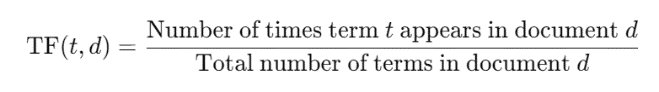 TF(t, d) = Number of times term t appears in document d
Total number of terms in document d